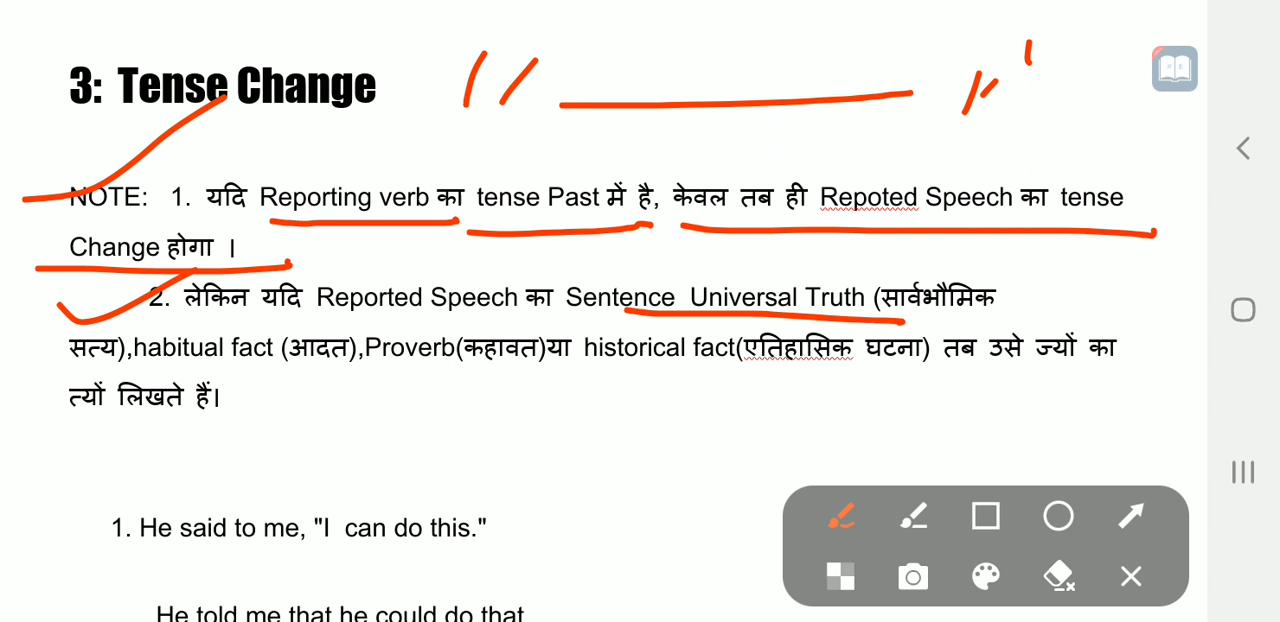 3: Tense Change
NOTE: 1. यदि Reporting verb का tense Past में है, केवल तब ही Repoted Speech का tense
Change होगा ।
2. लेकिन यदि Reported Speech का Sentence Universal Truth (सार्वभौमिक
सत्य),habitual fact (आदत),Proverb(कहावत)या historical fact(एतिहासिक घटना) तब उसे ज्यों का
त्यों लिखते हैं।
1. He said to me, "I can do this."
He told me that he could do that